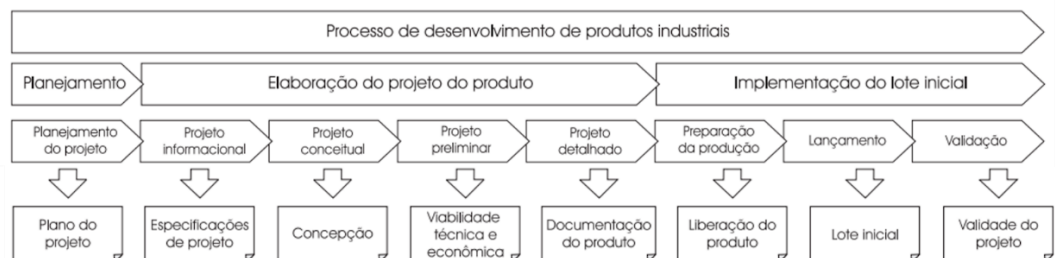 Processo de desenvolvimento de produtos industriais
Planejamento
Elaboração do projeto do produto
Implementação do lote inicial
Planejamento
do projeto
Projeto
informacional
Projeto
conceitual
Projeto
preliminar
Projeto
detalhado
Preparação
da produção
Lançamento
Validação
Plano do
projeto
Especificações
de projeto
Concepção
Viabilidade
técnica e
econômica
Documentação
do produto
Liberação do
produto
Lote inicial
Validade do
projeto